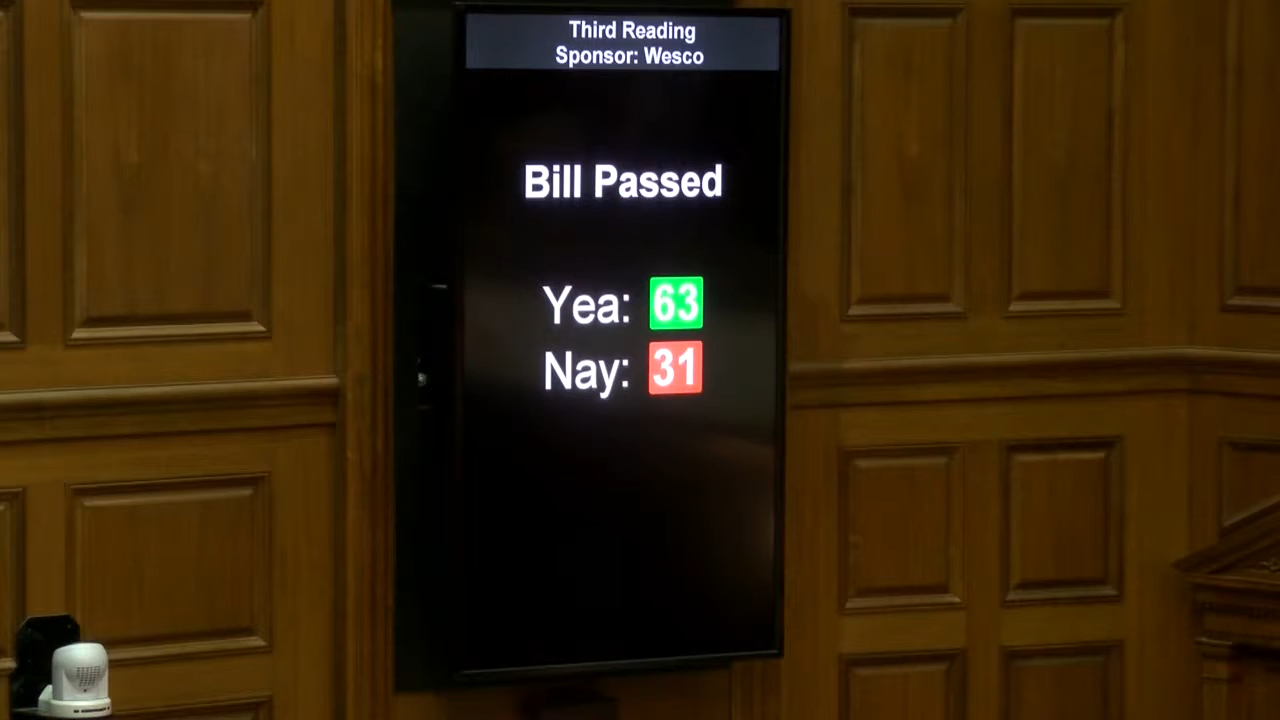 Third Reading
Sponsor: Wesco
Bill Passed
Yea: 63
Nay: 31